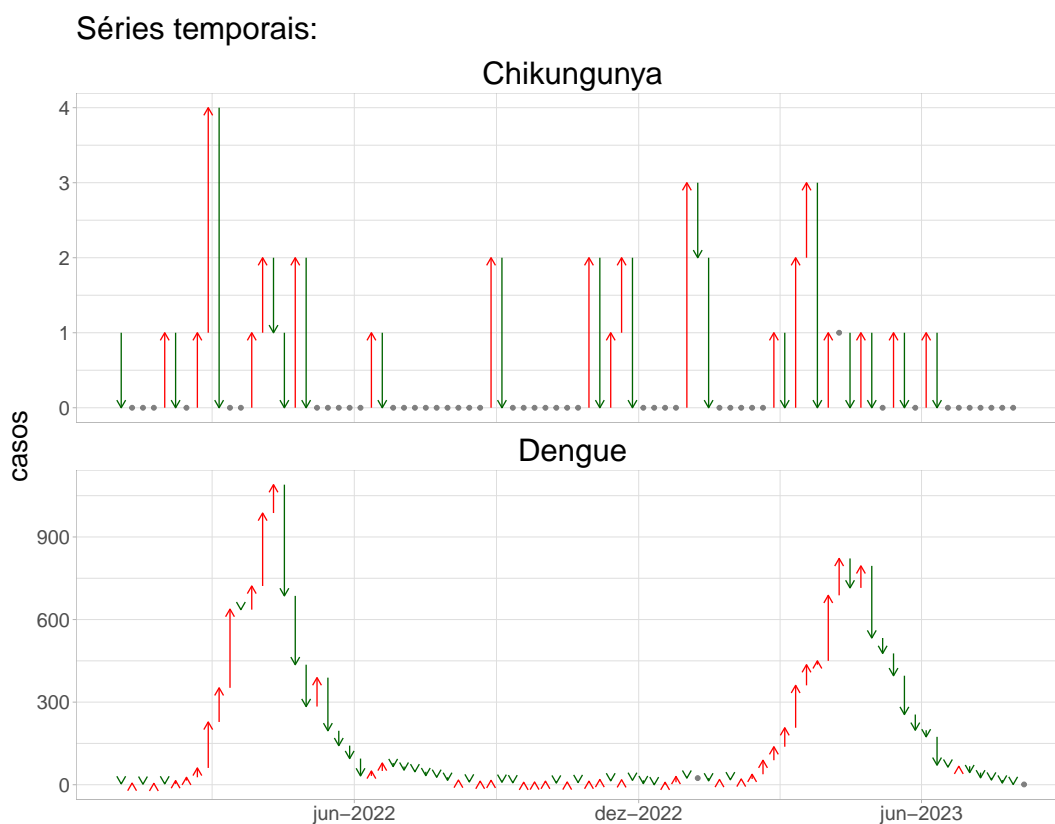 Séries temporais:
Chikungunya
4
3
2
1
0
casos
Dengue
900
600
300
0
jun−2022
dez−2022
jun−2023